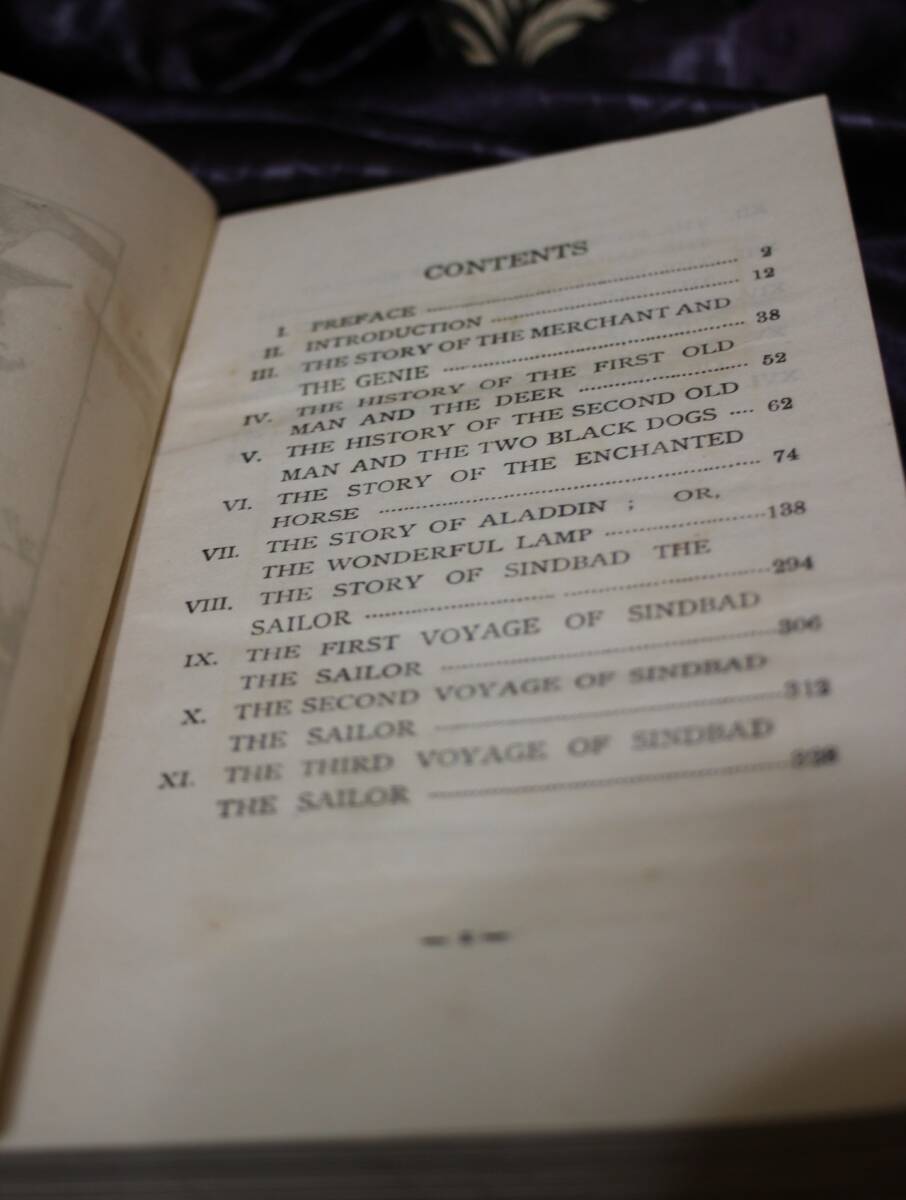 CONTENTS
I. PREFACE 2
II. INTRODUCTION 12
III. THE STORY OF THE MERCHANT AND
THE GENIE 38
IV. THE HISTORY OF THE FIRST OLD
MAN AND THE DEER 52
V. THE HISTORY OF THE SECOND OLD
MAN AND THE TWO BLACK DOGS .... 62
VI. THE STORY OF THE ENCHANTED
HORSE 74
VII. THE STORY OF ALADDIN ; OR,
THE WONDERFUL LAMP 138
VIII. THE STORY OF SINDBAD THE
SAILOR 294
IX. THE FIRST VOYAGE OF SINDBAD
THE SAILOR 306
X. THE SECOND VOYAGE OF SINDBAD
THE SAILOR 312
XI. THE THIRD VOYAGE OF SINDBAD
THE SAILOR